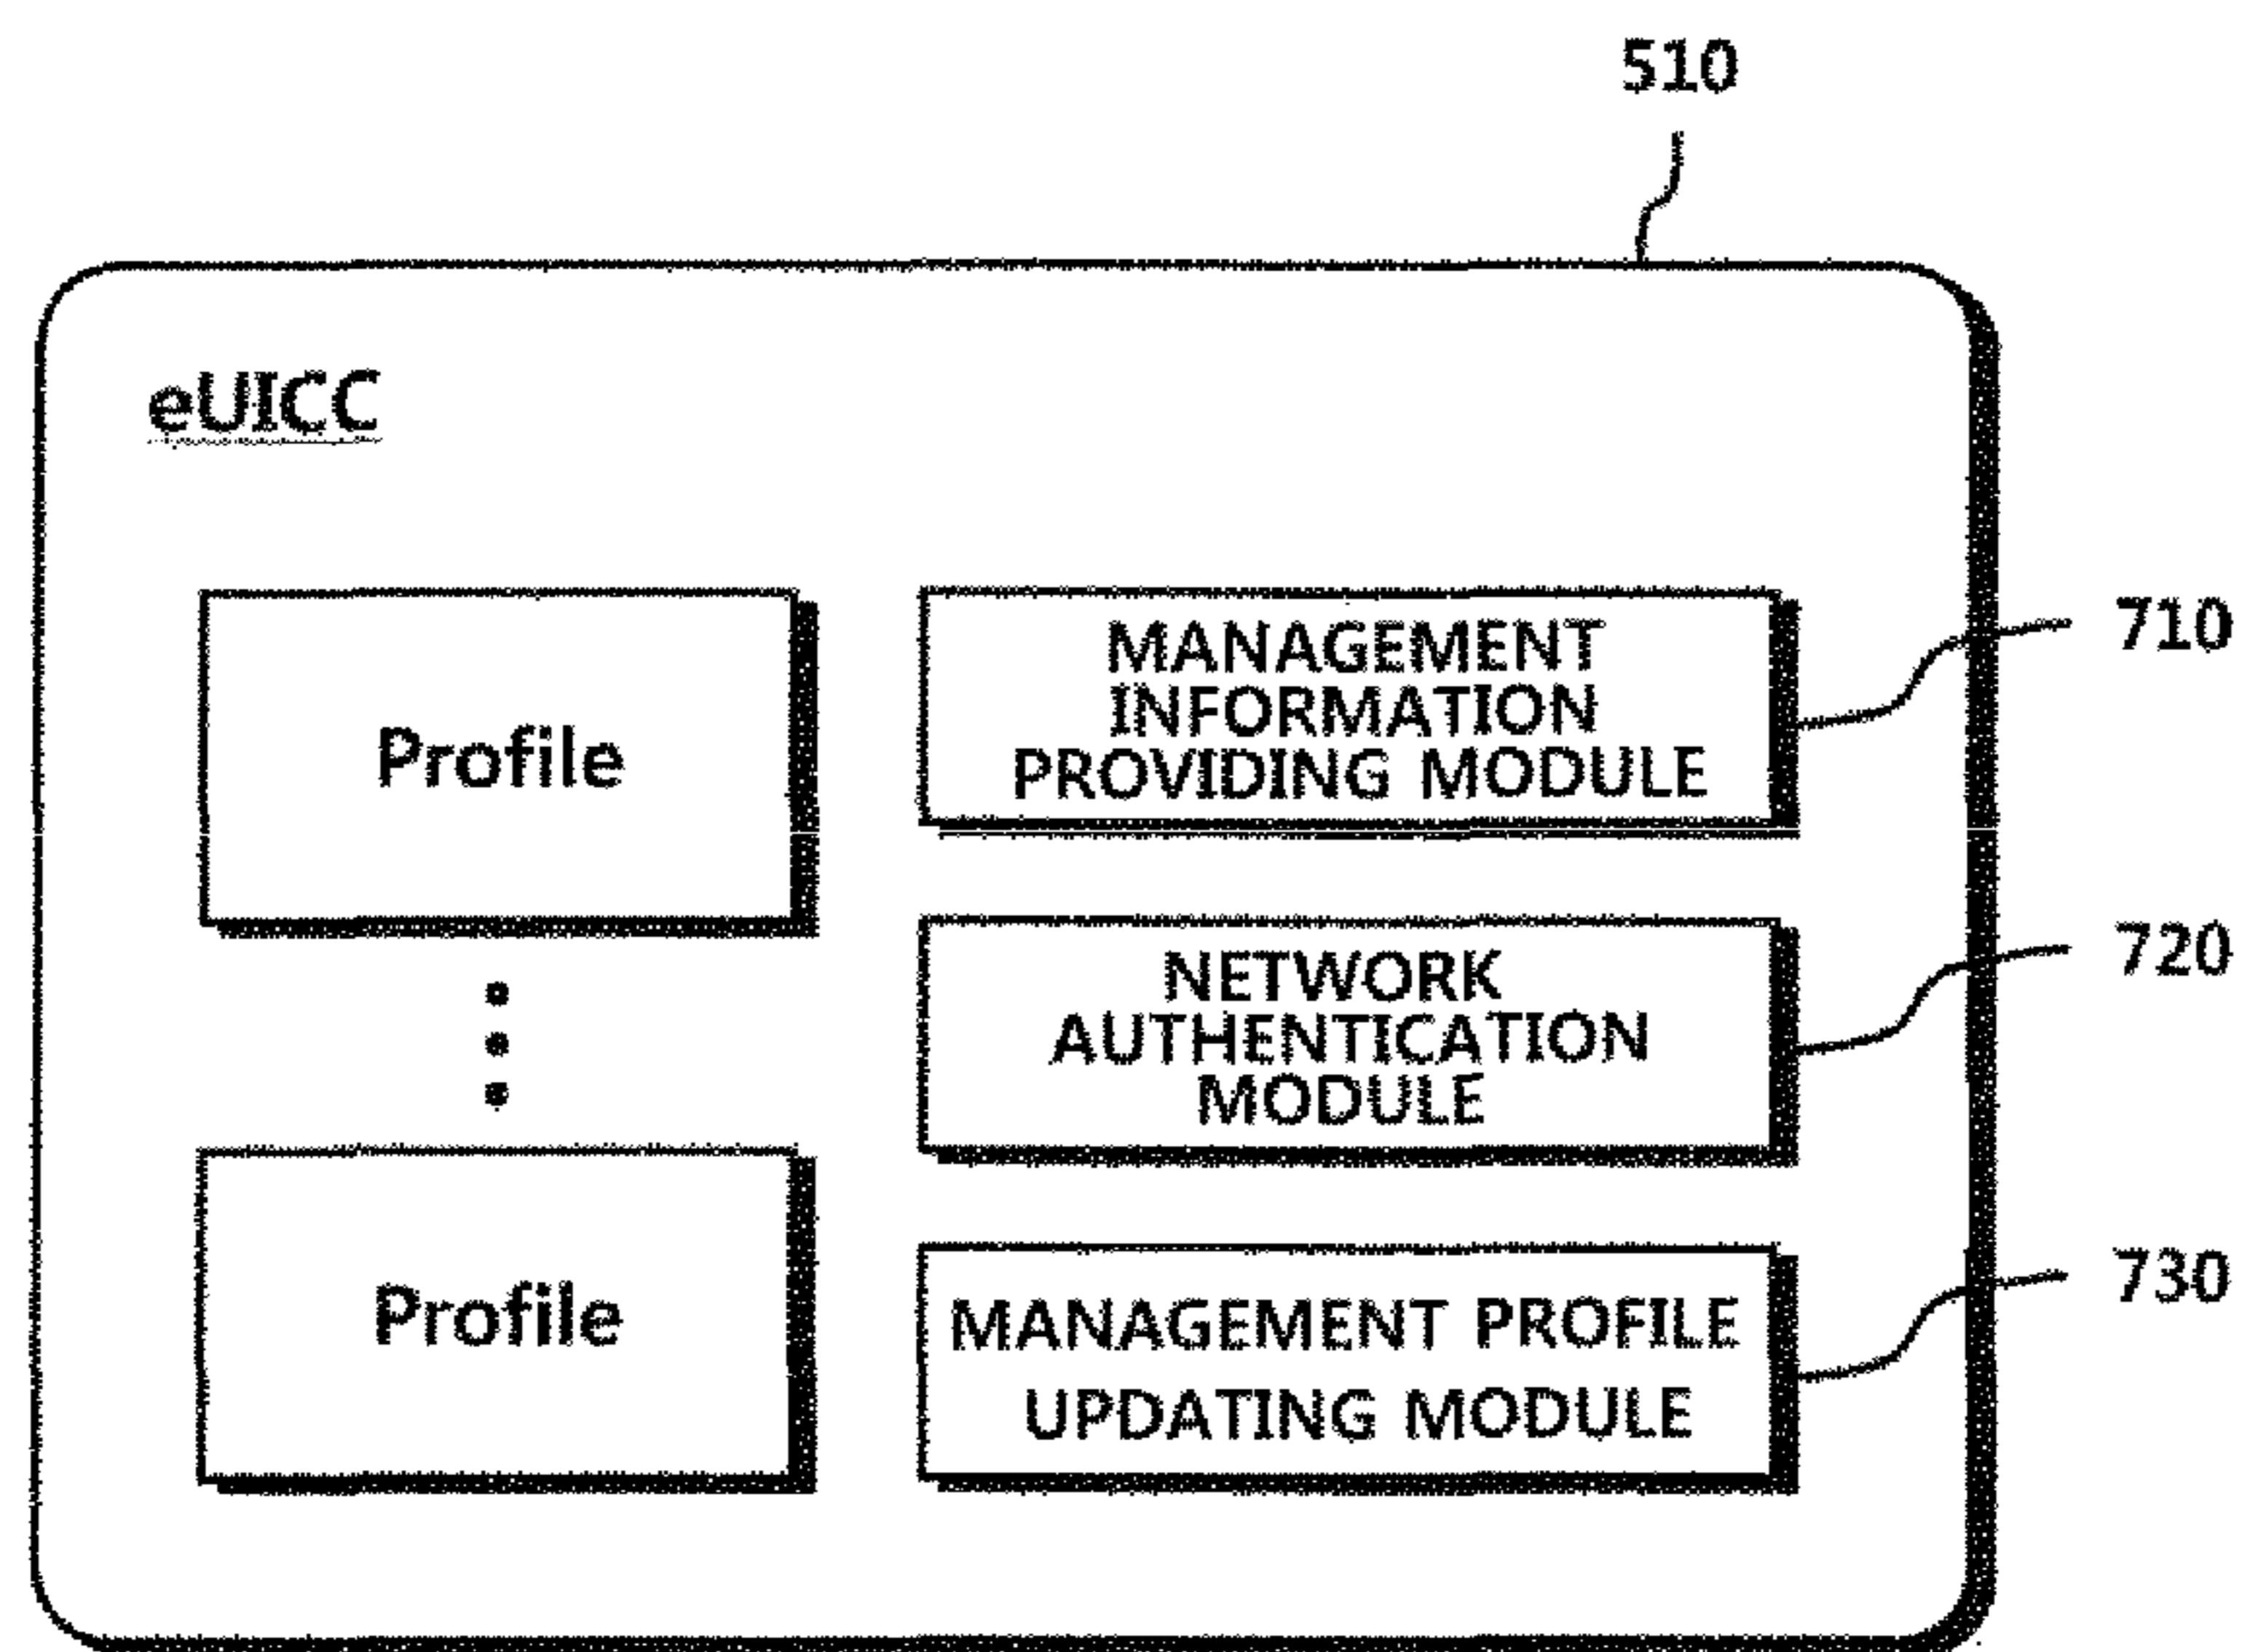 510
eUICC
Profile
MANAGEMENT
INFORMATION
PROVIDING MODULE
710
NETWORK
AUTHENTICATION
MODULE
720
Profile
MANAGEMENT PROFILE
UPDATING MODULE
730